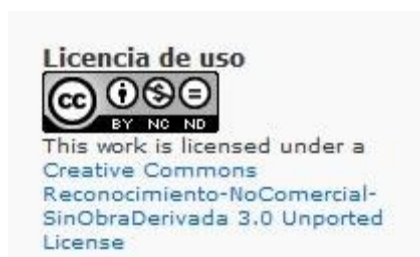 Licencia de uso
cc
BY NC ND
This work is licensed under a
Creative Commons
Reconocimiento-NoComercial-
SinObraDerivada 3.0 Unported
License